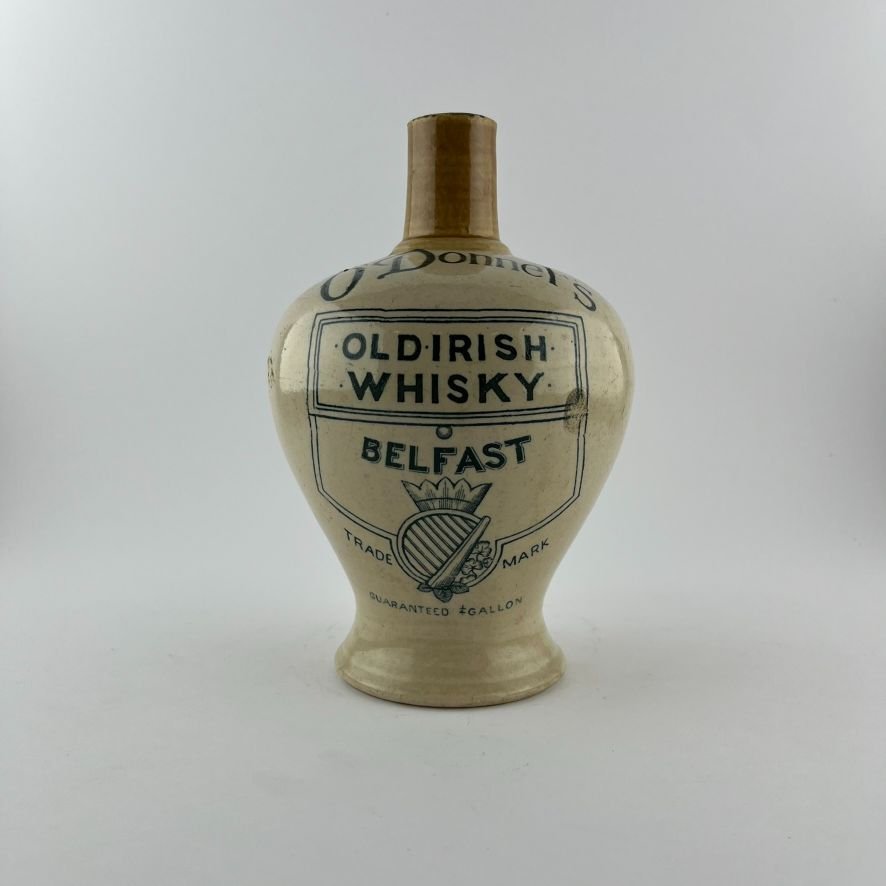 O'Donnell's
·OLD·IRISH·
·WHISKY·
BELFAST
TRADE MARK
GUARANTEED ½ GALLON